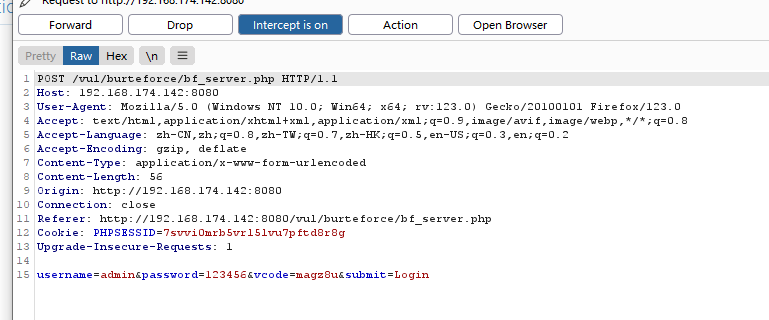 Request to http://192.168.174.142:8080
Forward Drop Intercept is on Action Open Browser
Pretty Raw Hex \n
1 POST /vul/burteforce/bf_server.php HTTP/1.1
2 Host: 192.168.174.142:8080
3 User-Agent: Mozilla/5.0 (Windows NT 10.0; Win64; x64; rv:123.0) Gecko/20100101 Firefox/123.0
4 Accept: text/html,application/xhtml+xml,application/xml;q=0.9,image/avif,image/webp,*/*;q=0.8
5 Accept-Language: zh-CN,zh;q=0.8,zh-TW;q=0.7,zh-HK;q=0.5,en-US;q=0.3,en;q=0.2
6 Accept-Encoding: gzip, deflate
7 Content-Type: application/x-www-form-urlencoded
8 Content-Length: 56
9 Origin: http://192.168.174.142:8080
10 Connection: close
11 Referer: http://192.168.174.142:8080/vul/burteforce/bf_server.php
12 Cookie: PHPSESSID=7svvi0mrb5vrl5lvu7pftd8r8g
13 Upgrade-Insecure-Requests: 1
14
15 username=admin&password=123456&vcode=magz8u&submit=Login